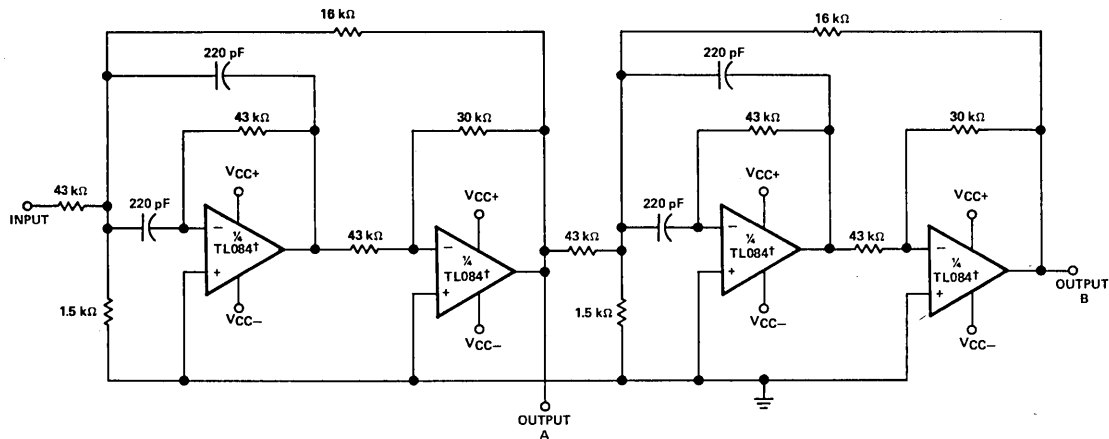 16 kΩ
16 kΩ
220 pF
220 pF
43 kΩ
30 kΩ
43 kΩ
30 kΩ
43 kΩ
INPUT
220 pF
VCC+
−
¼
TL084†
+
VCC−
1.5 kΩ
43 kΩ
VCC+
−
¼
TL084†
+
VCC−
43 kΩ
220 pF
VCC+
−
¼
TL084†
+
VCC−
1.5 kΩ
43 kΩ
VCC+
−
¼
TL084†
+
VCC−
OUTPUT
B
OUTPUT
A